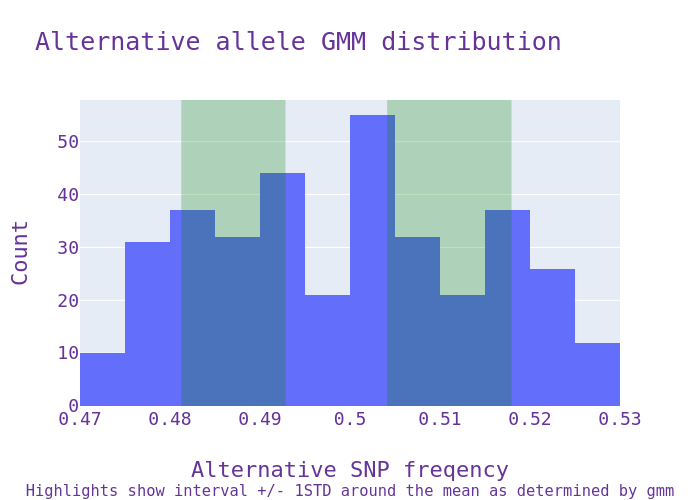 Alternative allele GMM distribution
50
40
30
20
10
0
Count
0.47 0.48 0.49 0.5 0.51 0.52 0.53
Alternative SNP freqency
Highlights show interval +/- 1STD around the mean as determined by gmm